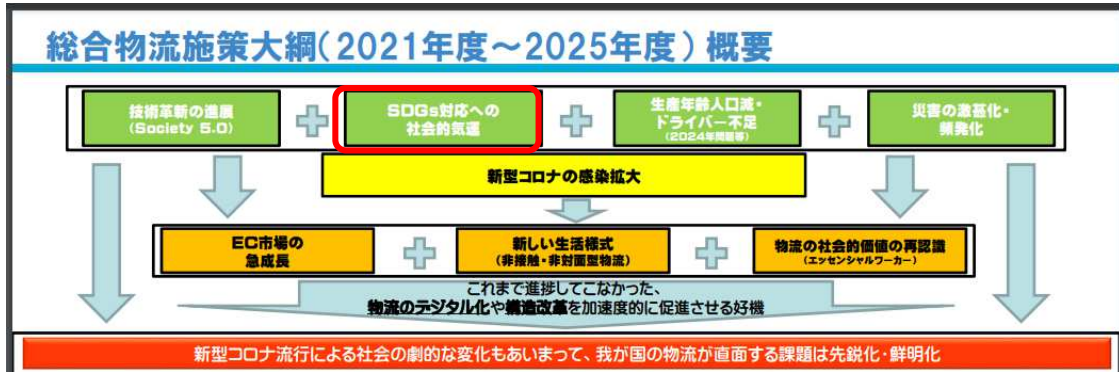 総合物流施策大綱(2021年度～2025年度)概要
技術革新の進展
(Society 5.0)
SDGs対応への
社会的気運
生産年齢人口減・
ドライバー不足
(2024年問題等)
災害の激甚化・
頻発化
新型コロナの感染拡大
EC市場の
急成長
新しい生活様式
(非接触・非対面型物流)
物流の社会的価値の再認識
(エッセンシャルワーカー)
これまで進捗してこなかった、
物流のデジタル化や構造改革を加速度的に促進させる好機
新型コロナ流行による社会の劇的な変化もあいまって、我が国の物流が直面する課題は先鋭化・鮮明化